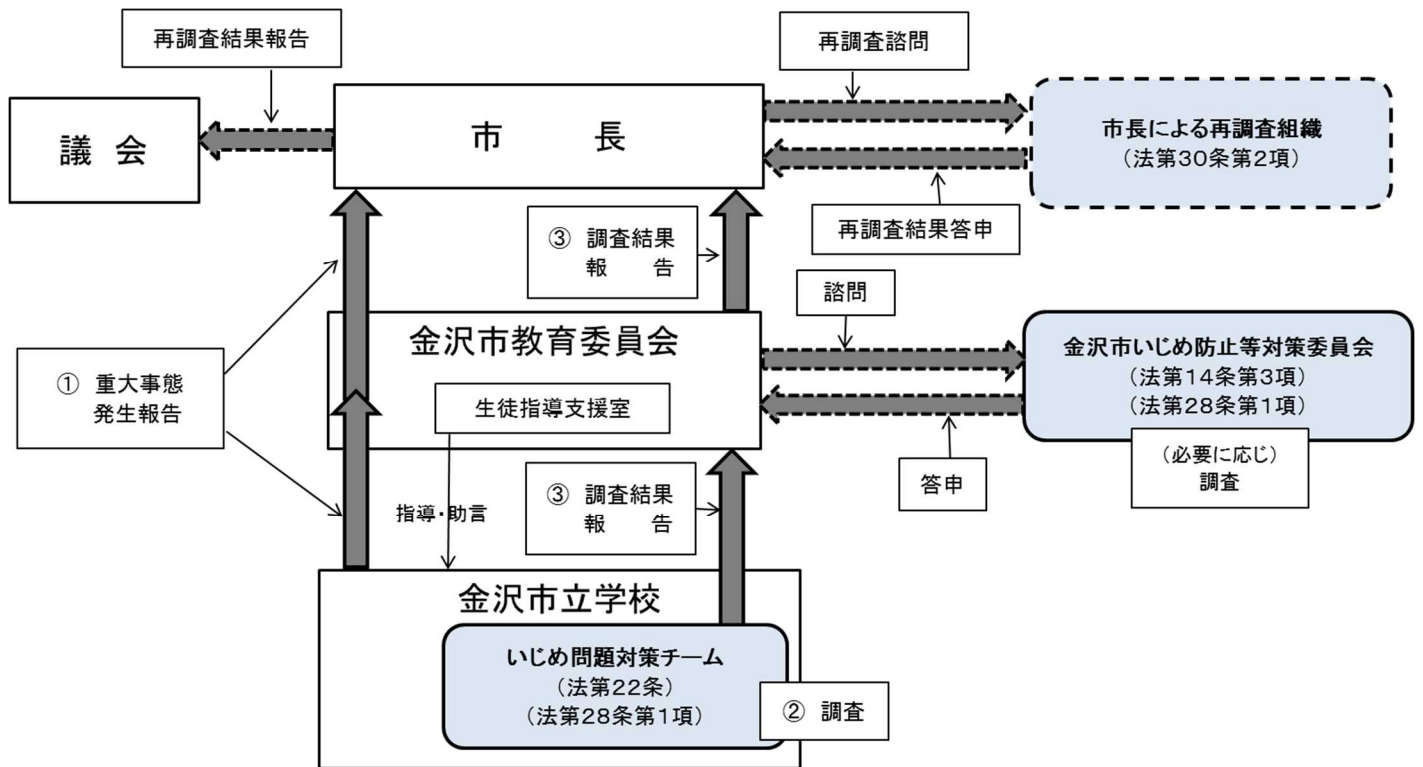 再調査結果報告
再調査諮問
議 会
市 長
市長による再調査組織
(法第30条第2項)
③ 調査結果
報 告
再調査結果答申
諮問
① 重大事態
発生報告
金沢市教育委員会
生徒指導支援室
金沢市いじめ防止等対策委員会
(法第14条第3項)
(法第28条第1項)
(必要に応じ)
調査
答申
指導・助言
③ 調査結果
報 告
金沢市立学校
いじめ問題対策チーム
(法第22条)
(法第28条第1項)
② 調査